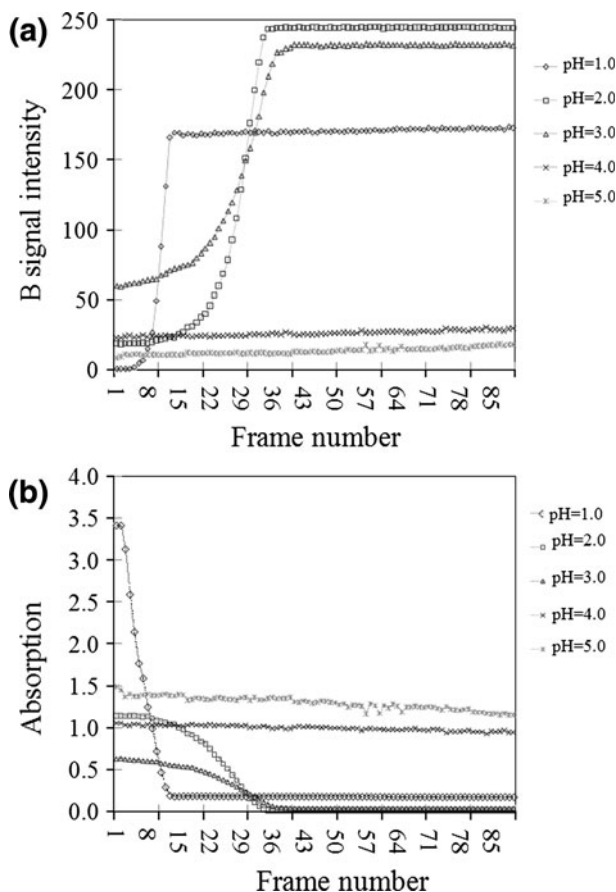 (a)
B signal intensity
250
200
150
100
50
0
1 8 15 22 29 36 43 50 57 64 71 78 85
Frame number
pH=1.0
pH=2.0
pH=3.0
pH=4.0
pH=5.0
(b)
Absorption
4.0
3.5
3.0
2.5
2.0
1.5
1.0
0.5
0.0
1 8 15 22 29 36 43 50 57 64 71 78 85
Frame number
pH=1.0
pH=2.0
pH=3.0
pH=4.0
pH=5.0